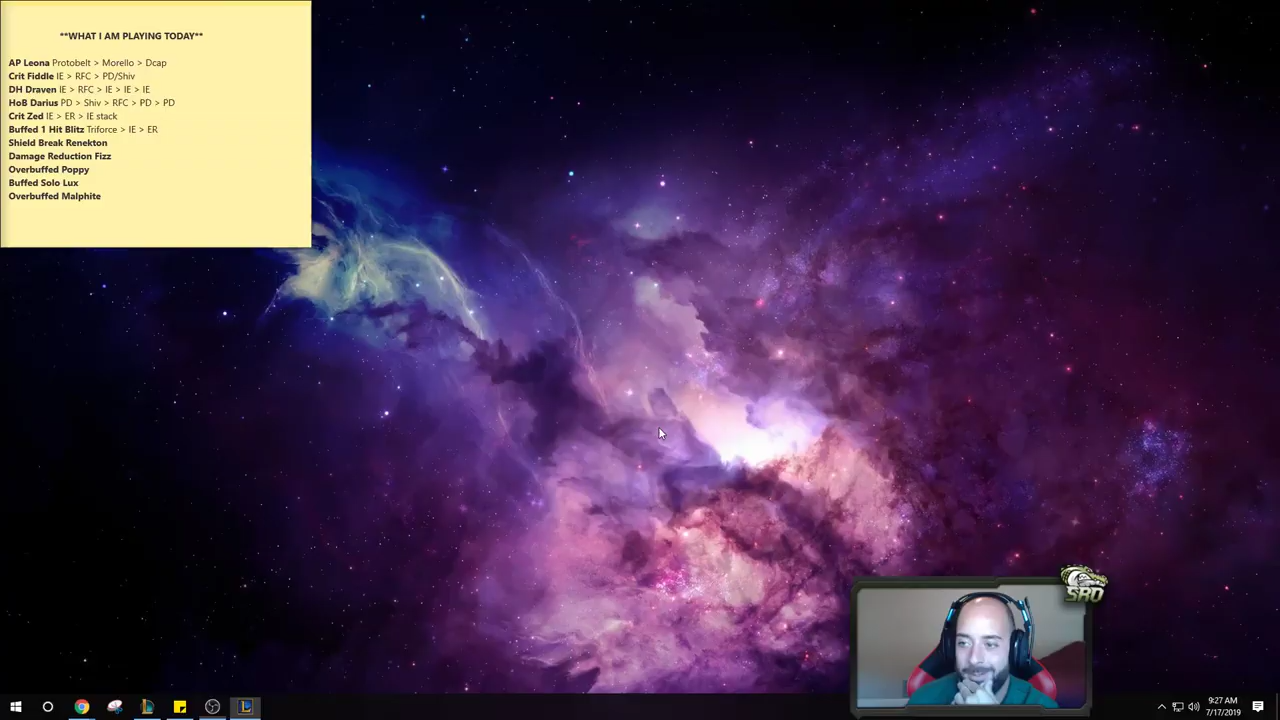 **WHAT I AM PLAYING TODAY**
AP Leona Protobelt > Morello > Dcap
Crit Fiddle IE > RFC > PD/Shiv
DH Draven IE > RFC > IE > IE > IE
HoB Darius PD > Shiv > RFC > PD > PD
Crit Zed IE > ER > IE stack
Buffed 1 Hit Blitz Triforce > IE > ER
Shield Break Renekton
Damage Reduction Fizz
Overbuffed Poppy
Buffed Solo Lux
Overbuffed Malphite
SRO
9:27 AM
7/17/2019